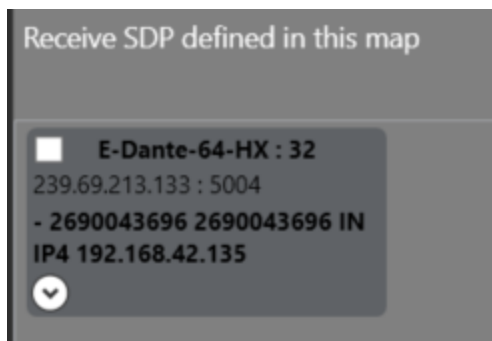 Receive SDP defined in this map
E-Dante-64-HX : 32
239.69.213.133 : 5004
- 2690043696 2690043696 IN
IP4 192.168.42.135